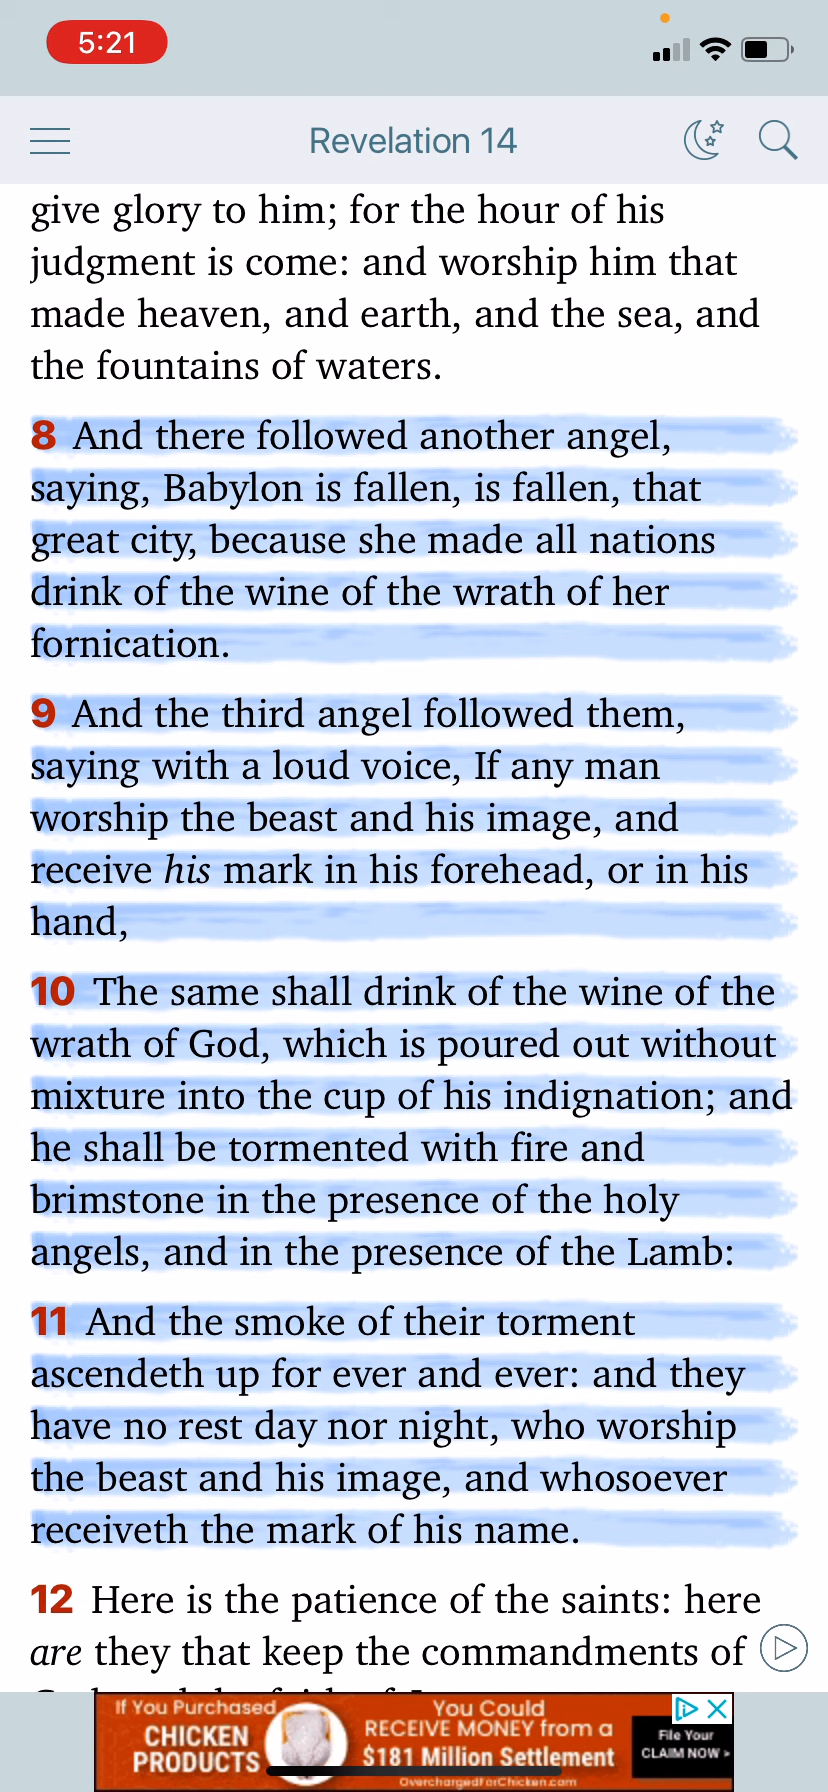 5:21
Revelation 14
give glory to him; for the hour of his
judgment is come: and worship him that
made heaven, and earth, and the sea, and
the fountains of waters.
8 And there followed another angel,
saying, Babylon is fallen, is fallen, that
great city, because she made all nations
drink of the wine of the wrath of her
fornication.
9 And the third angel followed them,
saying with a loud voice, If any man
worship the beast and his image, and
receive his mark in his forehead, or in his
hand,
10 The same shall drink of the wine of the
wrath of God, which is poured out without
mixture into the cup of his indignation; and
he shall be tormented with fire and
brimstone in the presence of the holy
angels, and in the presence of the Lamb:
11 And the smoke of their torment
ascendeth up for ever and ever: and they
have no rest day nor night, who worship
the beast and his image, and whosoever
receiveth the mark of his name.
12 Here is the patience of the saints: here
are they that keep the commandments of
If You Purchased
CHICKEN
PRODUCTS
You Could
RECEIVE MONEY from a
$181 Million Settlement
OverchargedForChicken.com
File Your
CLAIM NOW >